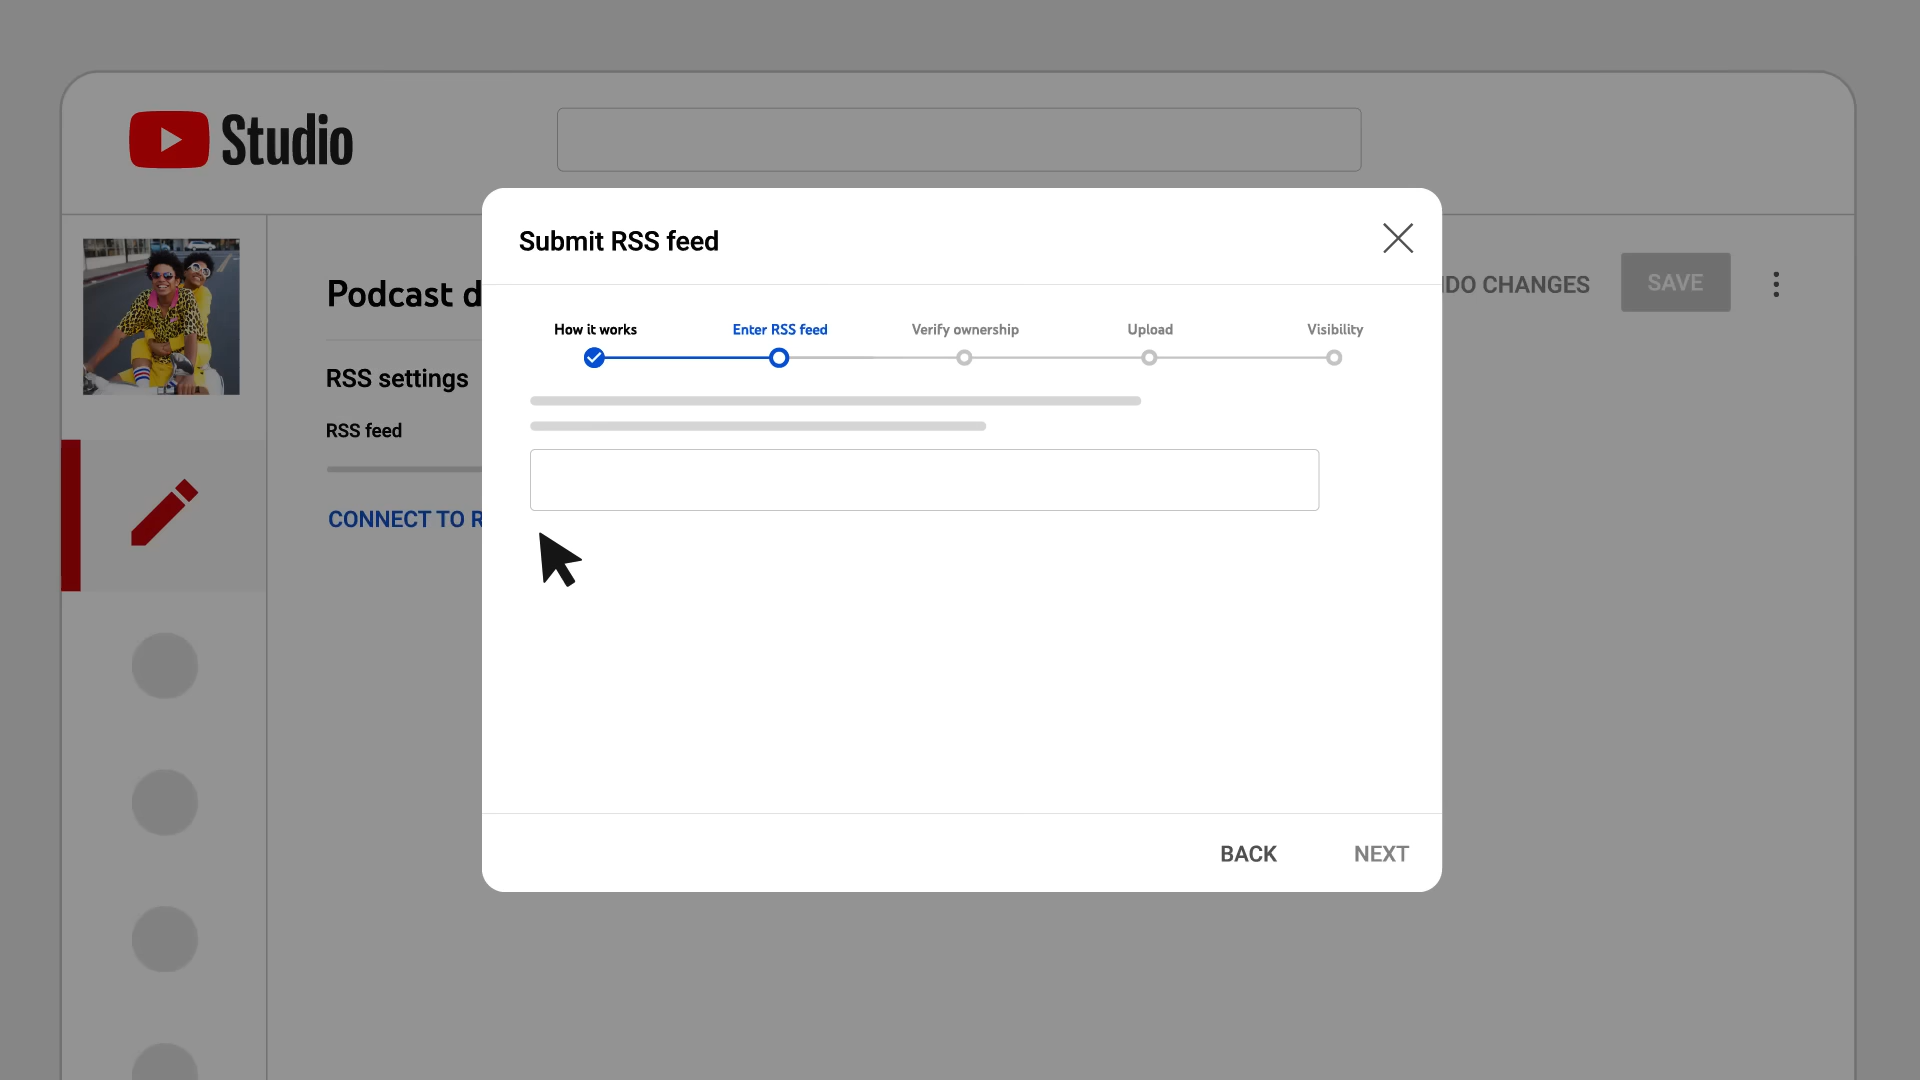 Studio
Submit RSS feed
Podcast d
DO CHANGES
SAVE
How it works
Enter RSS feed
Verify ownership
Upload
Visibility
RSS settings
RSS feed
CONNECT TO R
BACK
NEXT